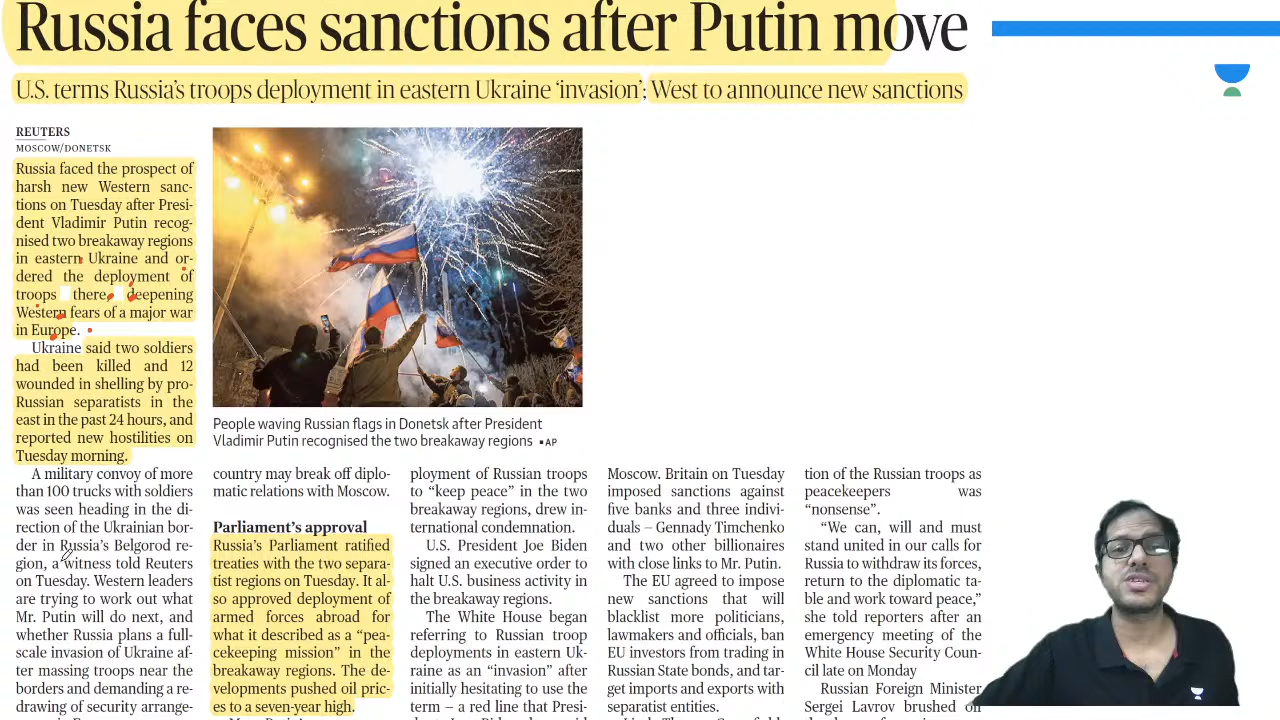 Russia faces sanctions after Putin move
U.S. terms Russia’s troops deployment in eastern Ukraine ‘invasion’; West to announce new sanctions
REUTERS
MOSCOW/DONETSK
Russia faced the prospect of
harsh new Western sanc-
tions on Tuesday after Presi-
dent Vladimir Putin recog-
nised two breakaway regions
in eastern Ukraine and or-
dered the deployment of
troops there, deepening
Western fears of a major war
in Europe.
Ukraine said two soldiers
had been killed and 12
wounded in shelling by pro-
Russian separatists in the
east in the past 24 hours, and
reported new hostilities on
Tuesday morning.
A military convoy of more
than 100 trucks with soldiers
was seen heading in the di-
rection of the Ukrainian bor-
der in Russia’s Belgorod re-
gion, a witness told Reuters
on Tuesday. Western leaders
are trying to work out what
Mr. Putin will do next, and
whether Russia plans a full-
scale invasion of Ukraine af-
ter massing troops near the
borders and demanding a re-
drawing of security arrange-
People waving Russian flags in Donetsk after President
Vladimir Putin recognised the two breakaway regions ▪AP
country may break off diplo-
matic relations with Moscow.
Parliament’s approval
Russia’s Parliament ratified
treaties with the two separa-
tist regions on Tuesday. It al-
so approved deployment of
armed forces abroad for
what it described as a “pea-
cekeeping mission” in the
breakaway regions. The de-
velopments pushed oil pric-
es to a seven-year high.
ployment of Russian troops
to “keep peace” in the two
breakaway regions, drew in-
ternational condemnation.
U.S. President Joe Biden
signed an executive order to
halt U.S. business activity in
the breakaway regions.
The White House began
referring to Russian troop
deployments in eastern Uk-
raine as an “invasion” after
initially hesitating to use the
term – a red line that Presi-
Moscow. Britain on Tuesday
imposed sanctions against
five banks and three indivi-
duals – Gennady Timchenko
and two other billionaires
with close links to Mr. Putin.
The EU agreed to impose
new sanctions that will
blacklist more politicians,
lawmakers and officials, ban
EU investors from trading in
Russian State bonds, and tar-
get imports and exports with
separatist entities.
tion of the Russian troops as
peacekeepers was
“nonsense”.
“We can, will and must
stand united in our calls for
Russia to withdraw its forces,
return to the diplomatic ta-
ble and work toward peace,”
she told reporters after an
emergency meeting of the
White House Security Coun-
cil late on Monday
Russian Foreign Minister
Sergei Lavrov brushed off